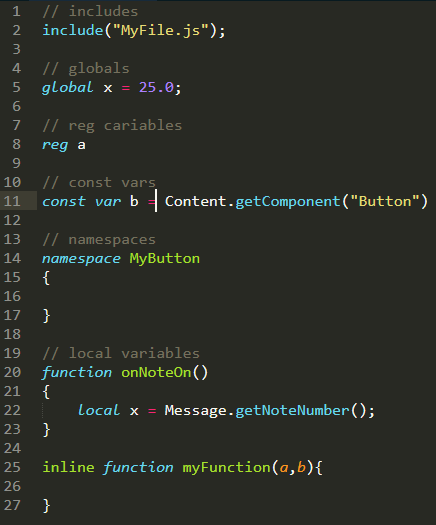 1 // includes
2 include("MyFile.js");
3
4 // globals
5 global x = 25.0;
6
7 // reg cariables
8 reg a
9
10 // const vars
11 const var b = Content.getComponent("Button")
12
13 // namespaces
14 namespace MyButton
15 {
16
17 }
18
19 // local variables
20 function onNoteOn()
21 {
22     local x = Message.getNoteNumber();
23 }
24
25 inline function myFunction(a,b){
26
27 }